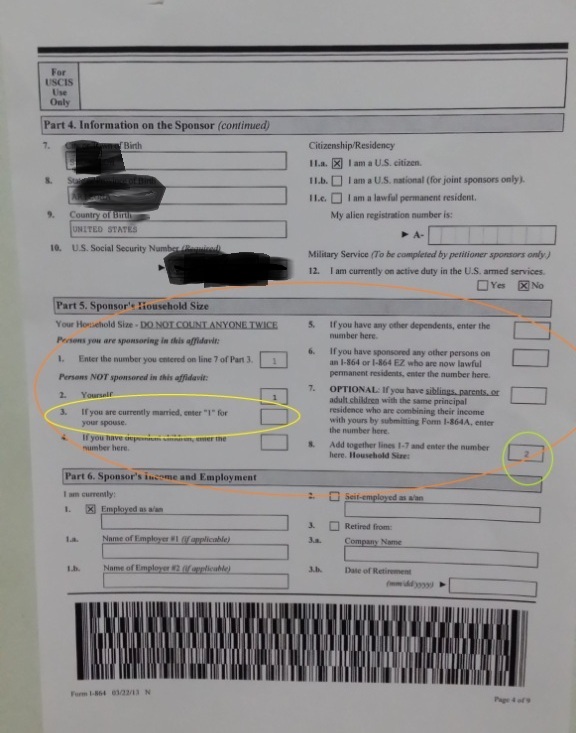 For
USCIS
Use
Only
Part 4. Information on the Sponsor (continued)
7. of Birth
8.
9. Country of Birth
UNITED STATES
10. U.S. Social Security Number (Required)
Citizenship/Residency
11.a. I am a U.S. citizen.
11.b. I am a U.S. national (for joint sponsors only).
11.c. I am a lawful permanent resident.
My alien registration number is:
A-
Military Service (To be completed by petitioner sponsors only.)
12. I am currently on active duty in the U.S. armed services.
Yes No
Part 5. Sponsor's Household Size
Your Household Size - DO NOT COUNT ANYONE TWICE
Persons you are sponsoring in this affidavit:
1. Enter the number you entered on line 7 of Part 3. 1
Persons NOT sponsored in this affidavit:
2. Yourself. 1
3. If you are currently married, enter "1" for
your spouse.
4. If you have dependent children, enter the
number here.
5. If you have any other dependents, enter the
number here.
6. If you have sponsored any other persons on
an I-864 or I-864 EZ who are now lawful
permanent residents, enter the number here.
7. OPTIONAL: If you have siblings, parents, or
adult children with the same principal
residence who are combining their income
with yours by submitting Form I-864A, enter
the number here.
8. Add together lines 1-7 and enter the number
here. Household Size: 2
Part 6. Sponsor's Income and Employment
I am currently:
1. X Employed as a/an
1.a. Name of Employer #1 (if applicable)
1.b. Name of Employer #2 (if applicable)
2. Self-employed as a/an
3. Retired from:
3.a. Company Name
3.b. Date of Retirement
(mm/dd/yyyy)
Form I-864 03/22/13 N
Page 4 of 9